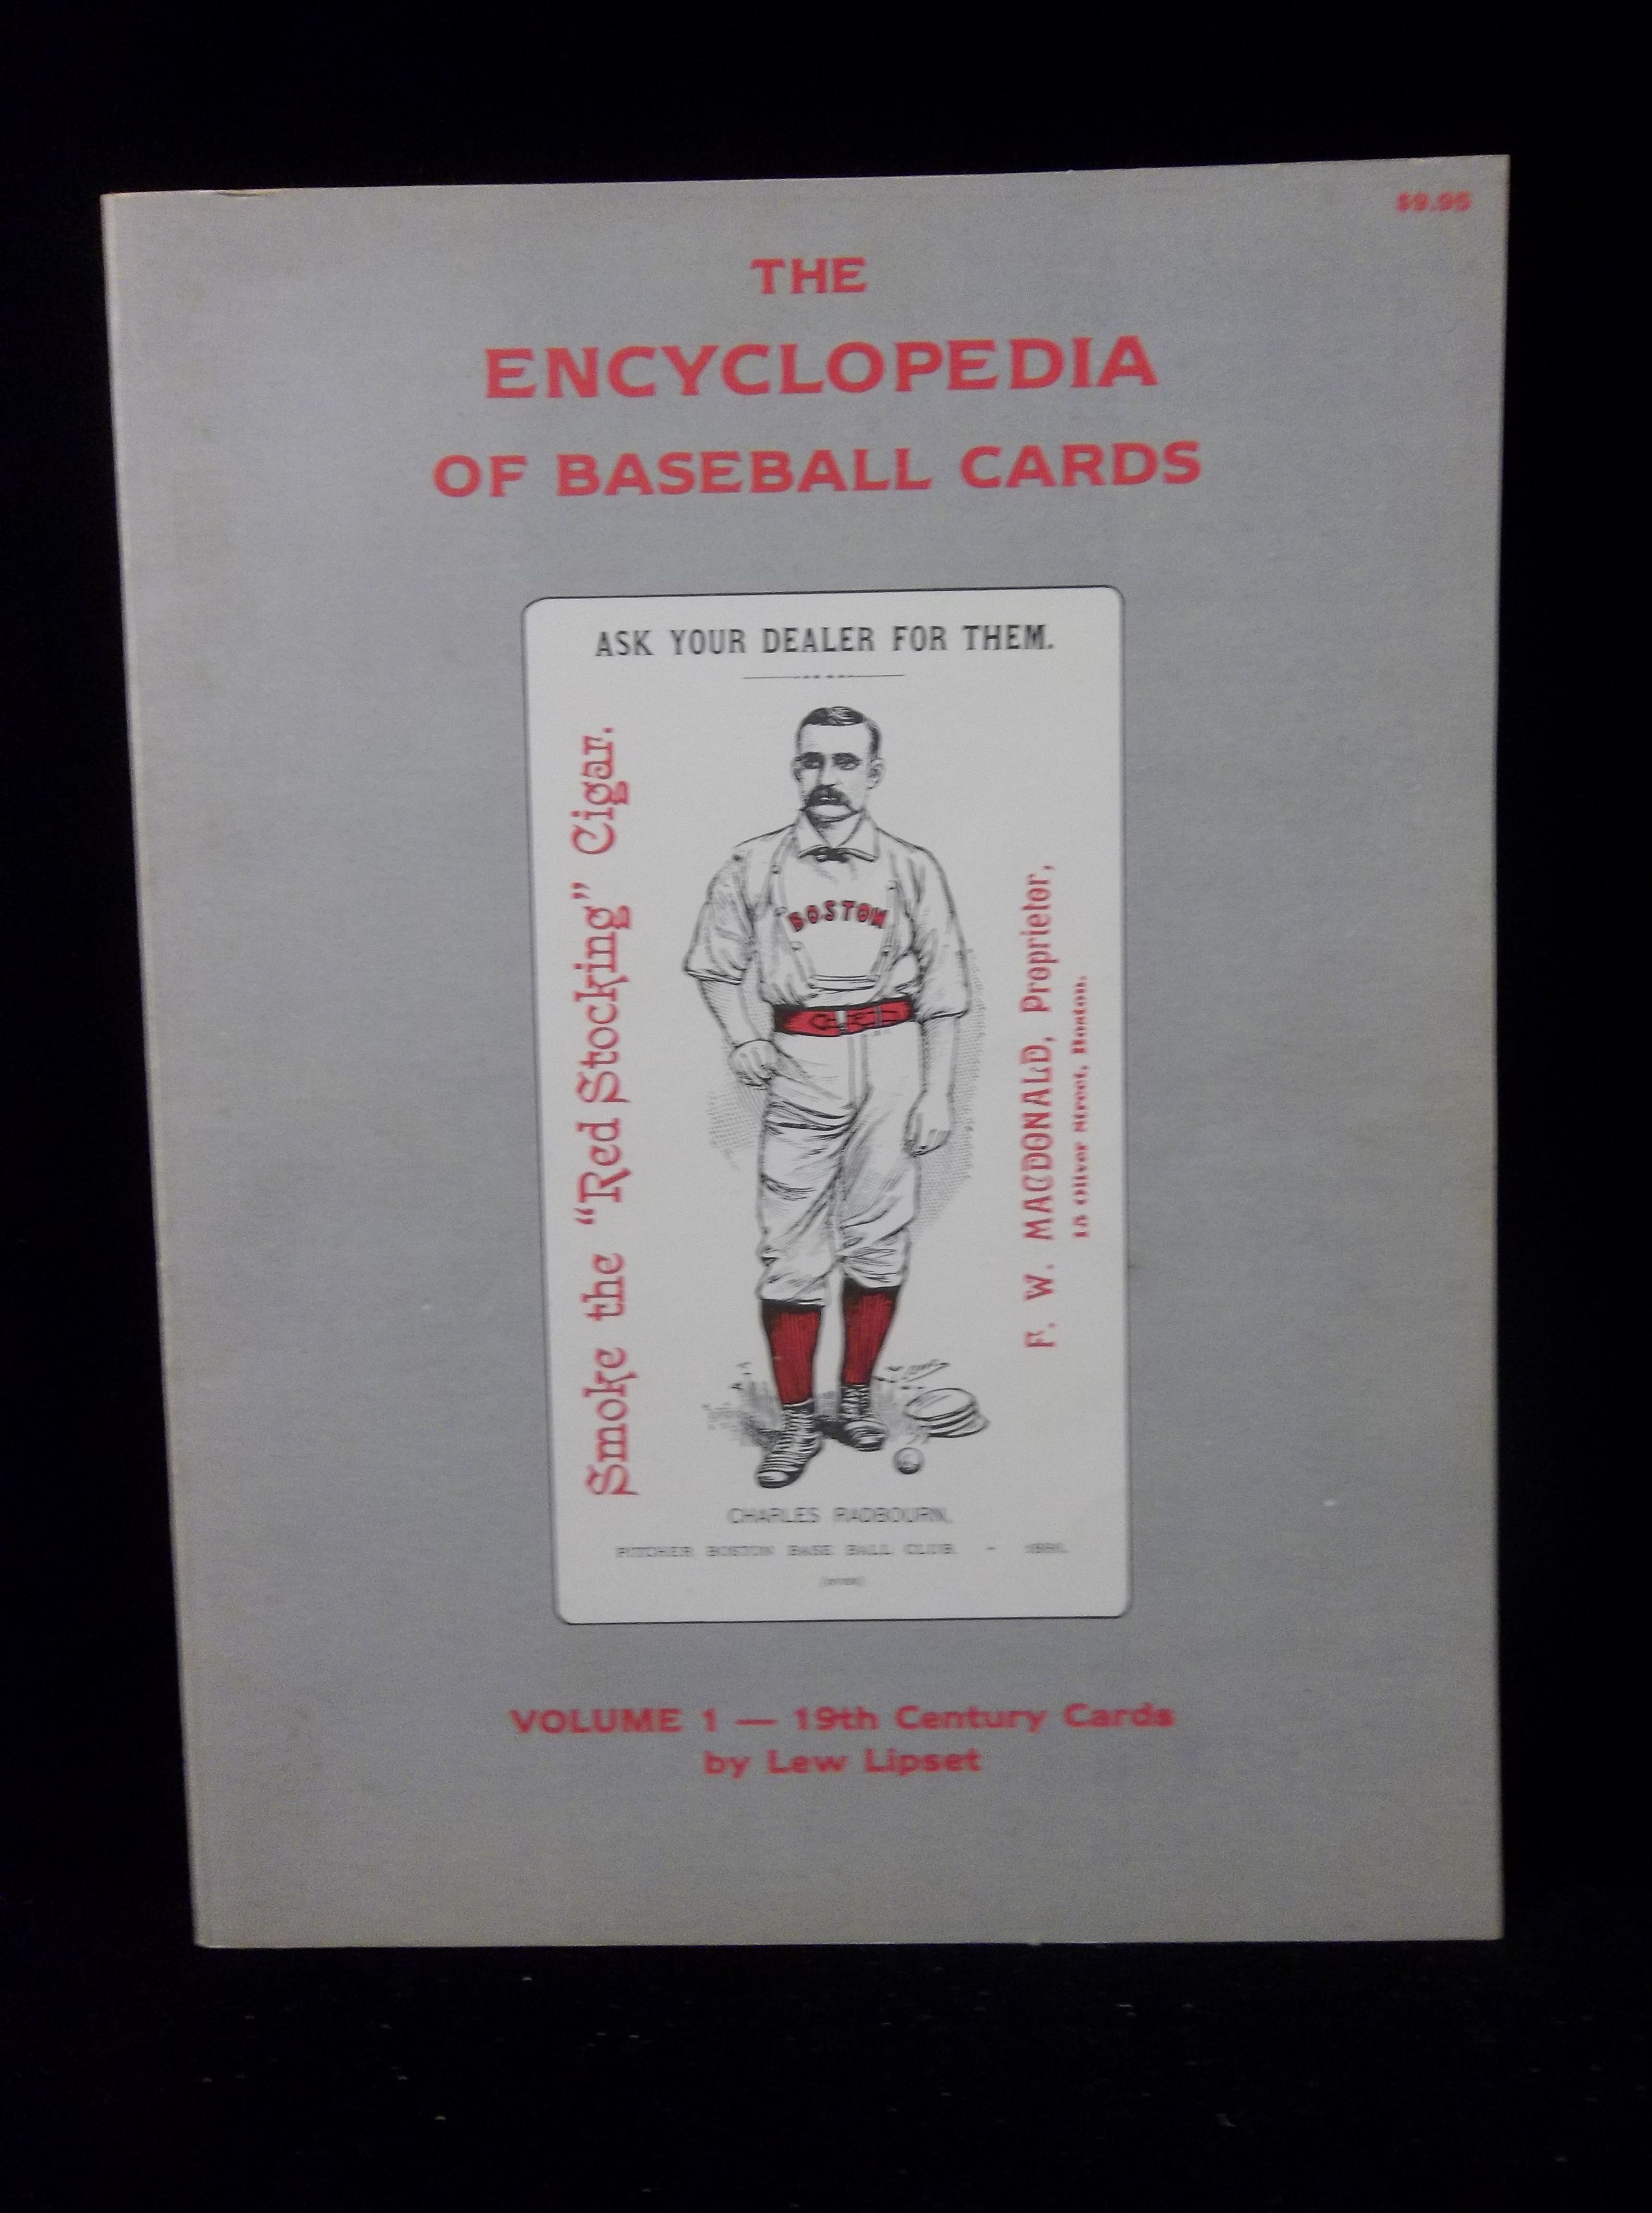 $9.95
THE
ENCYCLOPEDIA
OF BASEBALL CARDS
ASK YOUR DEALER FOR THEM.
Smoke the “Red Stocking” Cigar.
BOSTON
F. W. MACDONALD, Proprietor,
15 Oliver Street, Boston.
CHARLES RADBOURN,
PITCHER BOSTON BASE BALL CLUB. -
VOLUME 1 — 19th Century Cards
by Lew Lipset